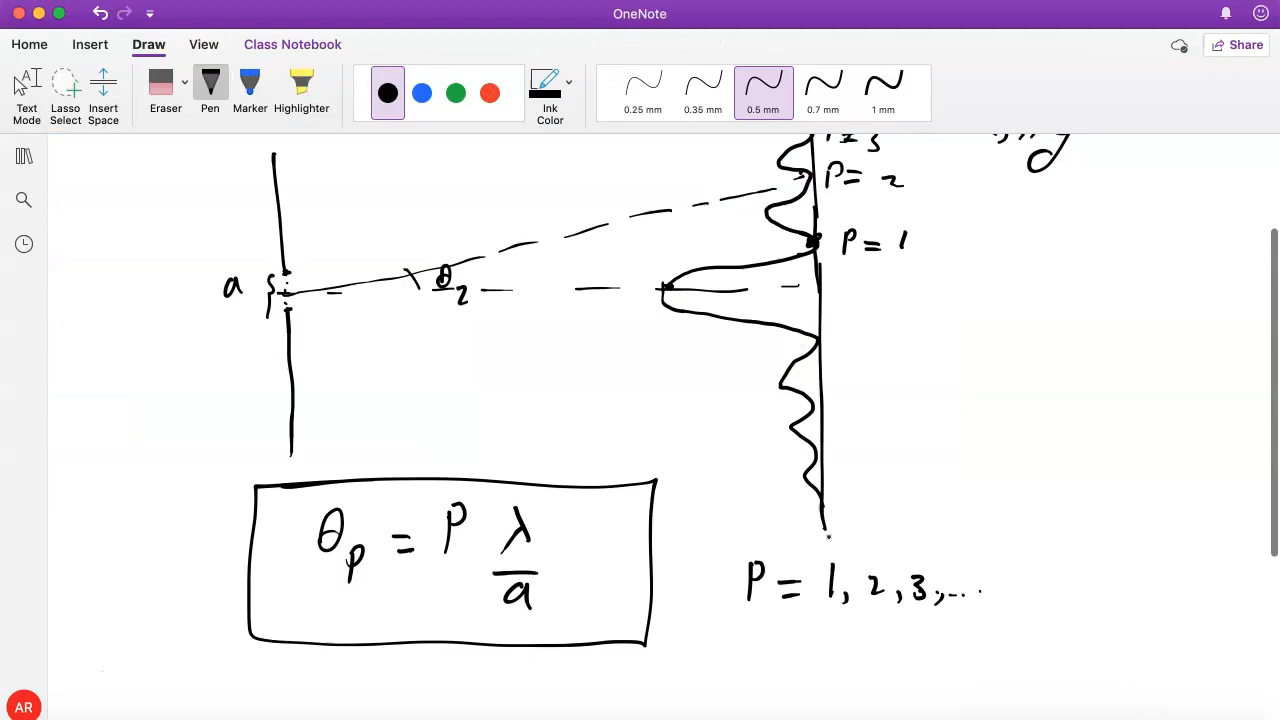 OneNote
Home Insert Draw View Class Notebook Share
Text Mode
Lasso Select
Insert Space
Eraser
Pen
Marker
Highlighter
Ink Color
0.25 mm 0.35 mm 0.5 mm 0.7 mm 1 mm
P = 2
P = 1
a
θ₂
θₚ = P λ/a
P = 1, 2, 3, ...
AR